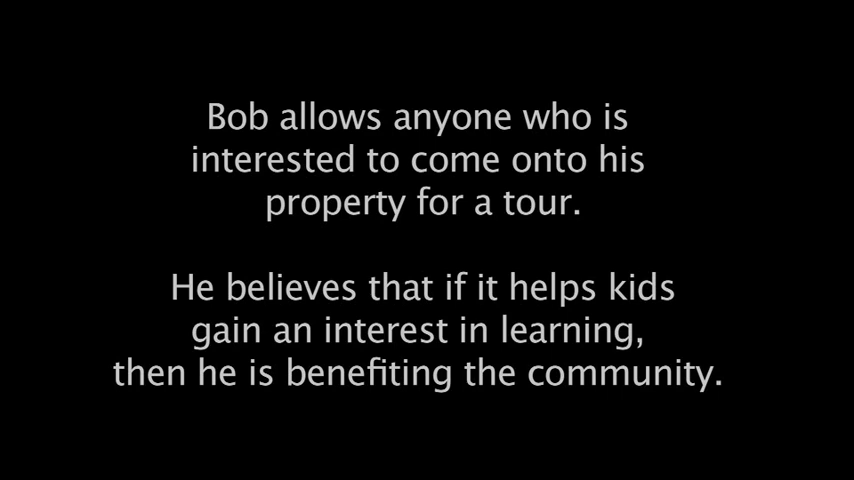 Bob allows anyone who is
interested to come onto his
property for a tour.
He believes that if it helps kids
gain an interest in learning,
then he is benefiting the community.